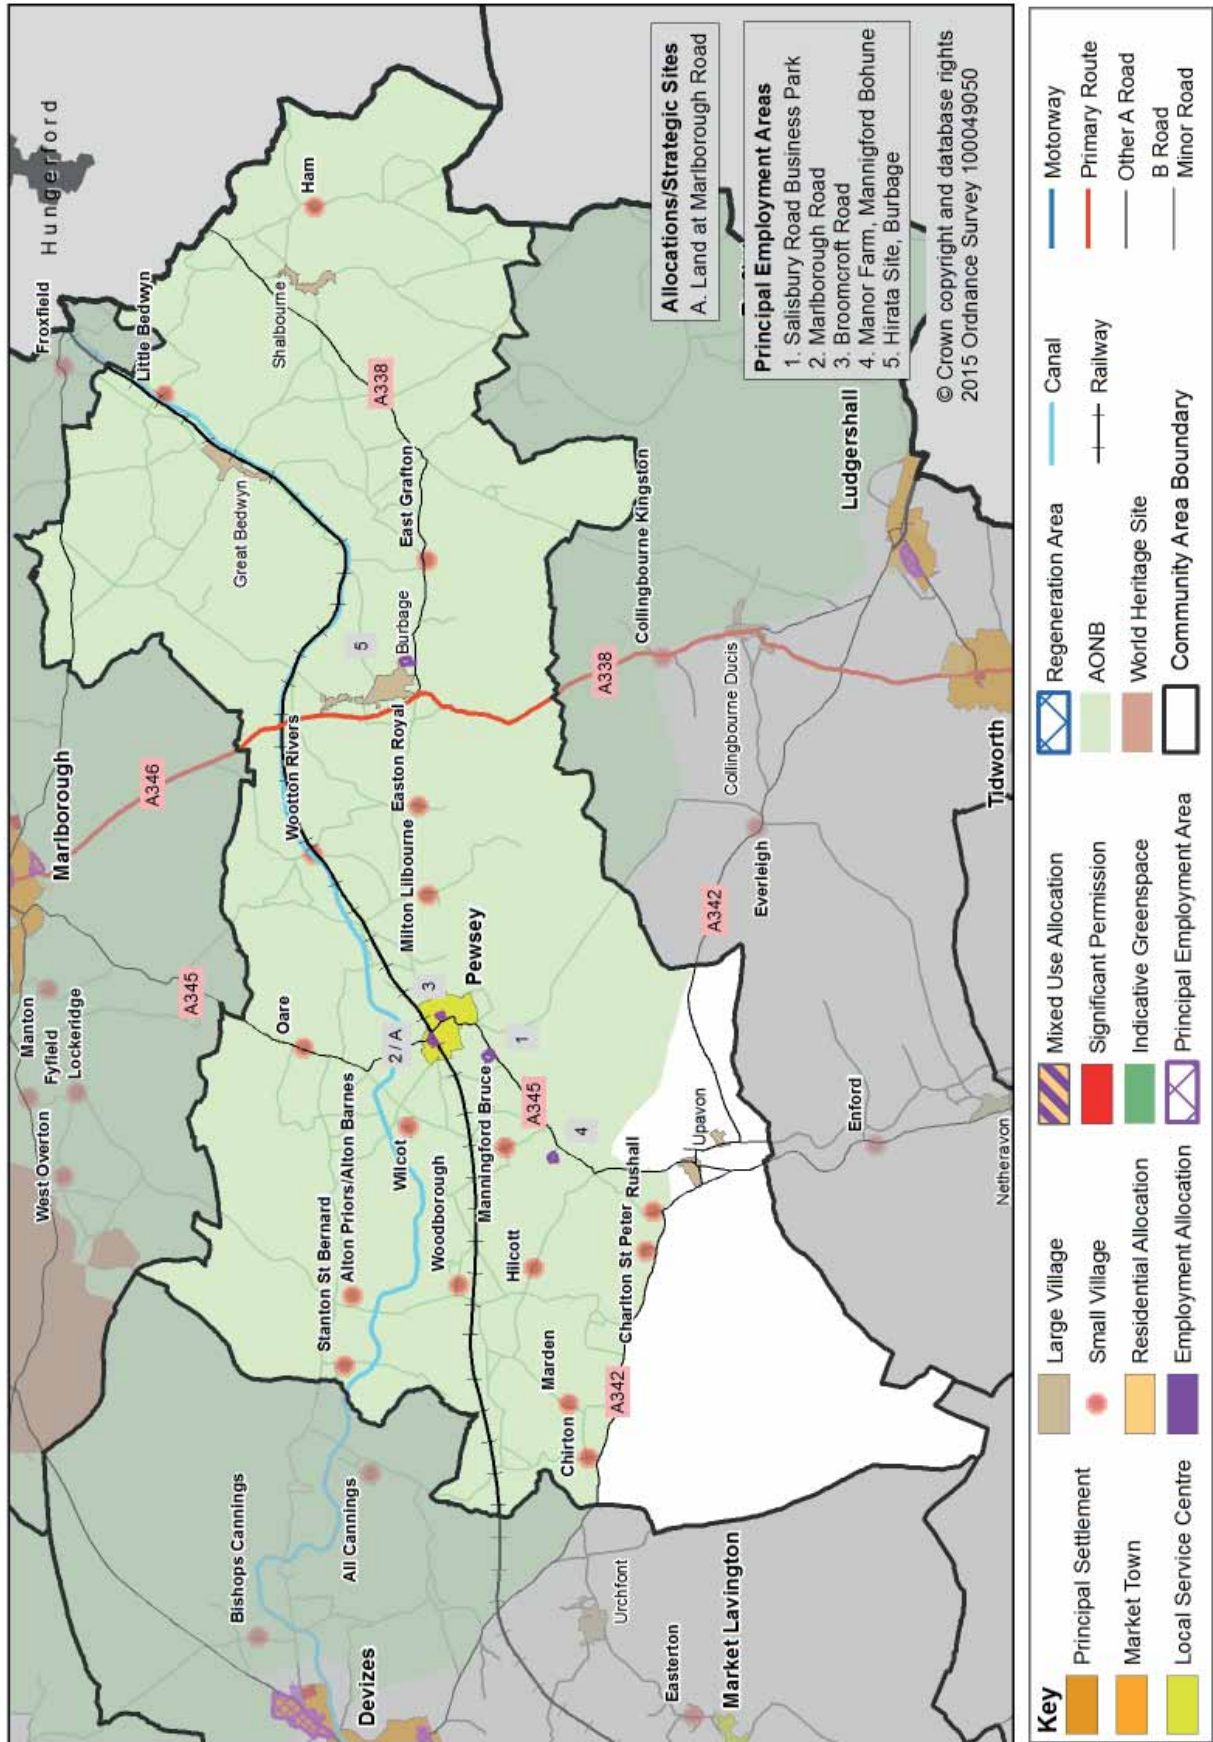 Hungerford
Froxfield
Little Bedwyn
Ham
Shalbourne
Great Bedwyn
A338
East Grafton
Burbage
5
Marlborough
A346
Wootton Rivers
Easton Royal
Milton Lilbourne
Pewsey
3
2 / A
1
4
Manton
Fyfield
Lockeridge
West Overton
A345
Oare
Stanton St Bernard
Alton Priors/Alton Barnes
Wilcot
Woodborough
Manningford Bruce
A345
Hilcott
Rushall
Upavon
Charlton St Peter
Marden
Chirton
A342
Bishops Cannings
All Cannings
Devizes
Urchfont
Easterton
Market Lavington
Collingbourne Kingston
A338
Collingbourne Ducis
Ludgershall
Tidworth
Everleigh
A342
Enford
Netheravon
Allocations/Strategic Sites
A. Land at Marlborough Road
Principal Employment Areas
1. Salisbury Road Business Park
2. Marlborough Road
3. Broomcroft Road
4. Manor Farm, Mannigford Bohune
5. Hirata Site, Burbage
© Crown copyright and database rights
2015 Ordnance Survey 100049050
Key
Principal Settlement
Market Town
Local Service Centre
Large Village
Small Village
Residential Allocation
Employment Allocation
Mixed Use Allocation
Significant Permission
Indicative Greenspace
Principal Employment Area
Regeneration Area
AONB
World Heritage Site
Community Area Boundary
Canal
Railway
Motorway
Primary Route
Other A Road
B Road
Minor Road